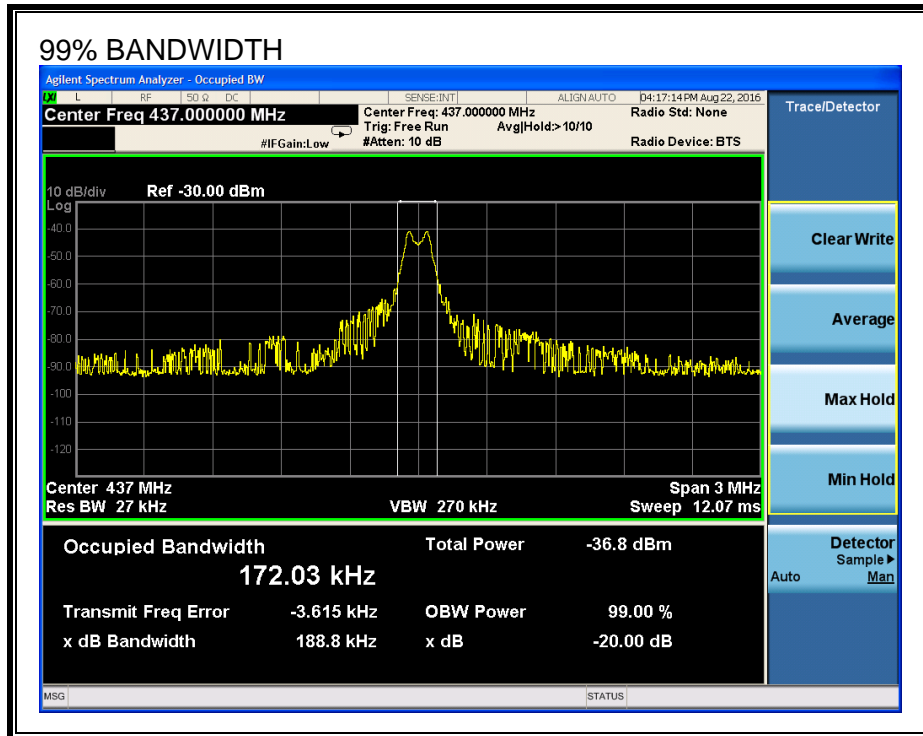 99% BANDWIDTH
Agilent Spectrum Analyzer - Occupied BW
LXI L RF 50 Ω DC SENSE:INT ALIGN AUTO 04:17:14 PM Aug 22, 2016
Center Freq 437.000000 MHz
Center Freq: 437.000000 MHz Radio Std: None
Trig: Free Run Avg|Hold:> 10/10
#IFGain:Low #Atten: 10 dB Radio Device: BTS
10 dB/div Ref -30.00 dBm
Log
-40.0
-50.0
-60.0
-70.0
-80.0
-90.0
-100
-110
-120
Center 437 MHz Span 3 MHz
Res BW 27 kHz VBW 270 kHz Sweep 12.07 ms
Occupied Bandwidth Total Power -36.8 dBm
172.03 kHz
Transmit Freq Error -3.615 kHz OBW Power 99.00 %
x dB Bandwidth 188.8 kHz x dB -20.00 dB
MSG STATUS
Trace/Detector
Clear Write
Average
Max Hold
Min Hold
Detector
Sample▶
Auto Man